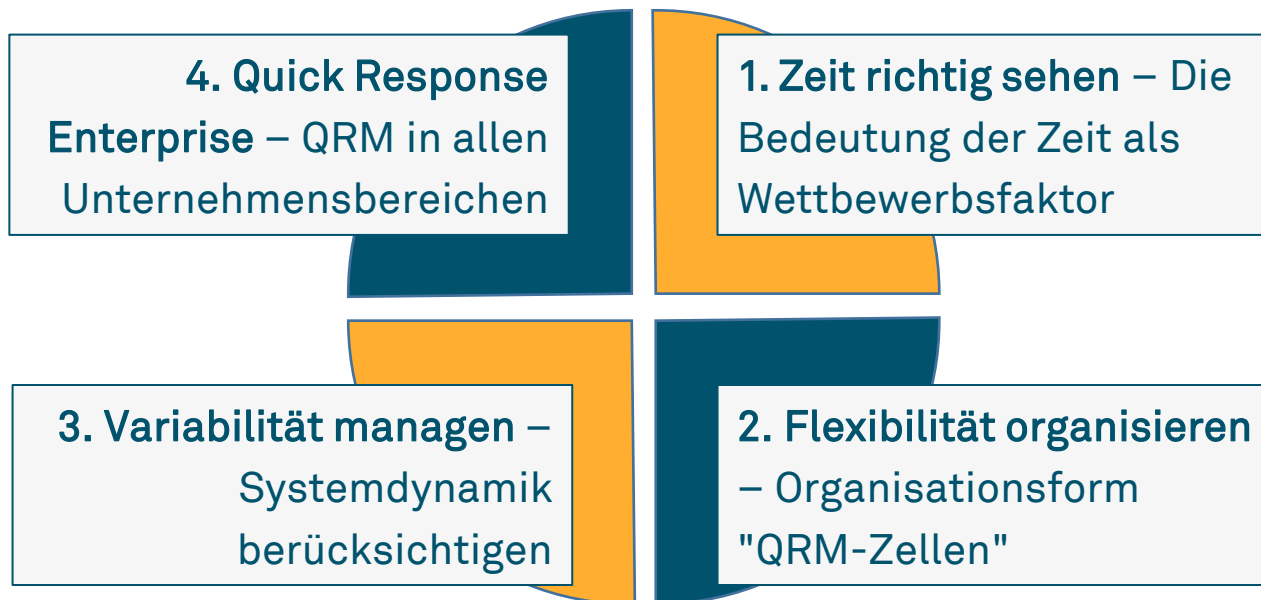 4. Quick Response
Enterprise – QRM in allen
Unternehmensbereichen
1. Zeit richtig sehen – Die
Bedeutung der Zeit als
Wettbewerbsfaktor
3. Variabilität managen –
Systemdynamik
berücksichtigen
2. Flexibilität organisieren
– Organisationsform
"QRM-Zellen"